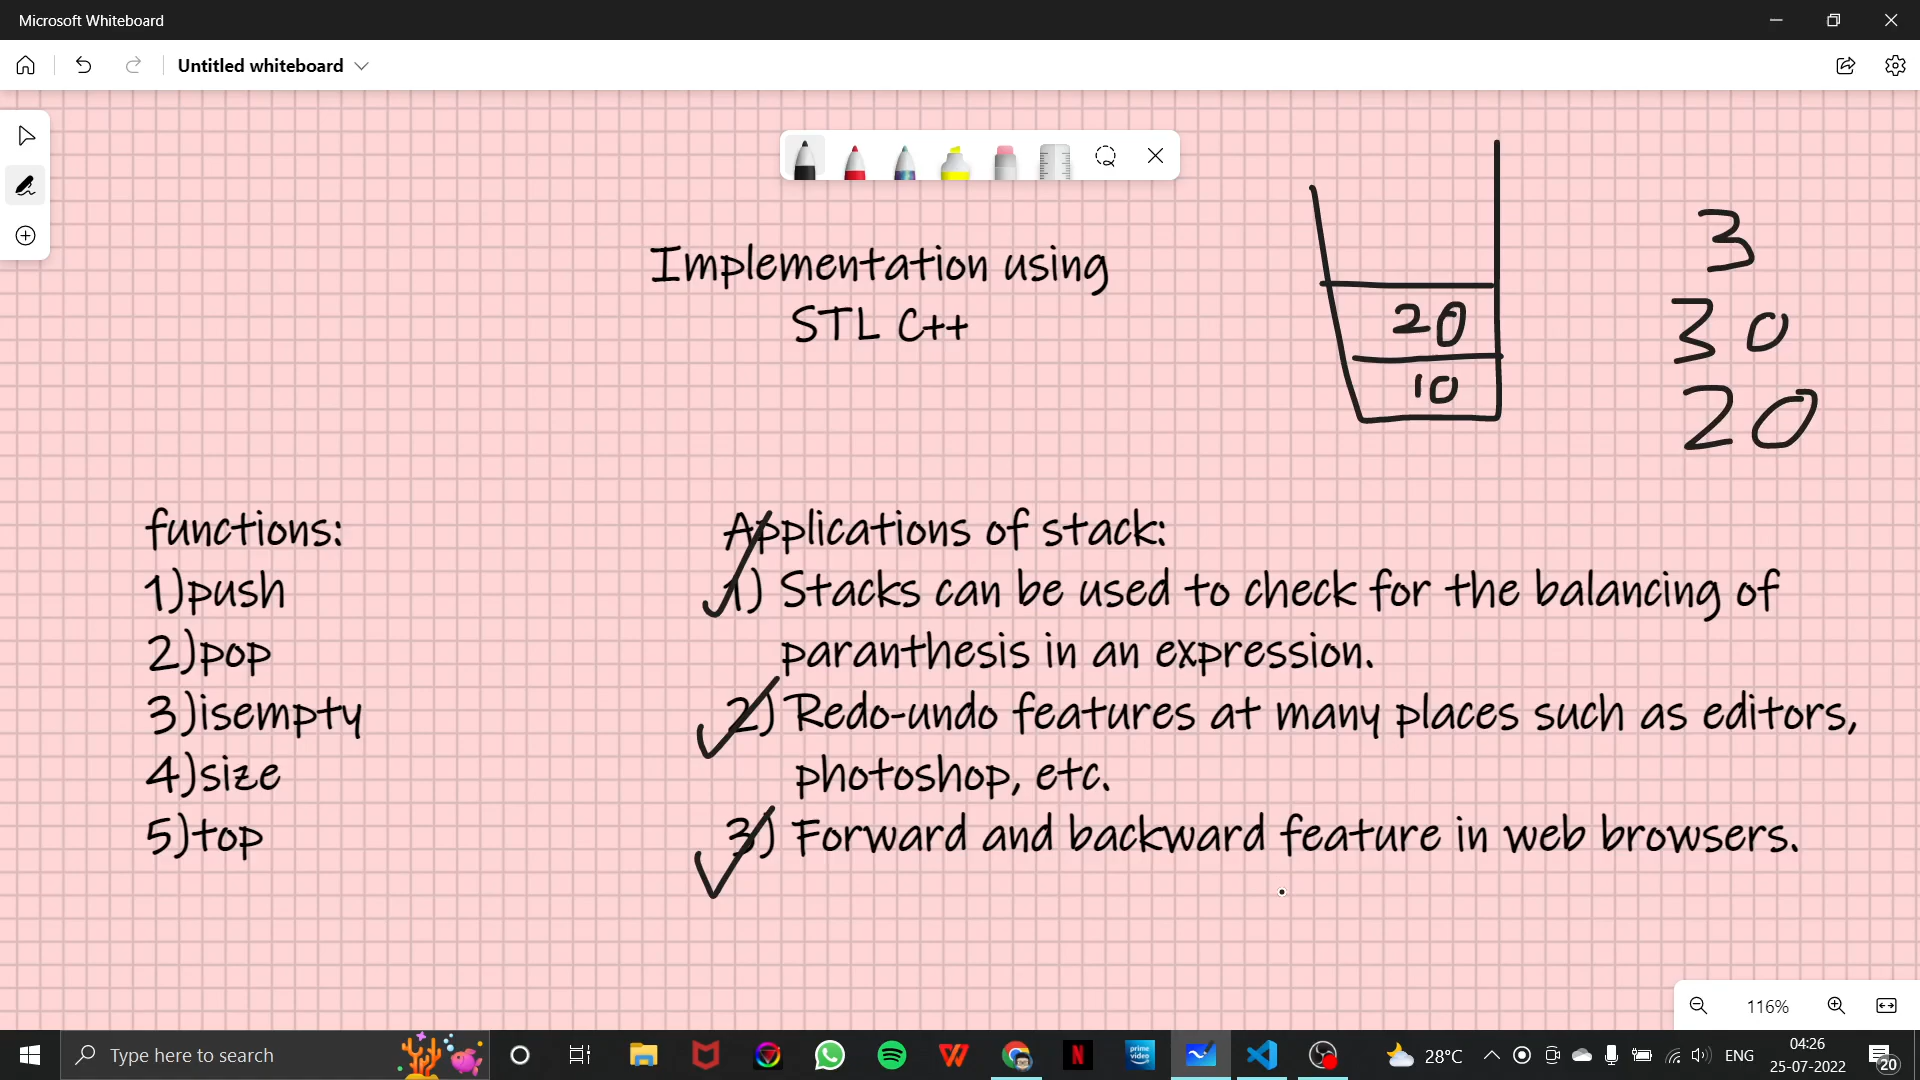 Microsoft Whiteboard
Untitled whiteboard
Implementation using
STL C++
20
10
3
30
20
functions:
1)push
2)pop
3)isempty
4)size
5)top
Applications of stack:
1) Stacks can be used to check for the balancing of
paranthesis in an expression.
2) Redo-undo features at many places such as editors,
photoshop, etc.
3) Forward and backward feature in web browsers.
116%
Type here to search
prime video
28°C
ENG
04:26
25-07-2022
20